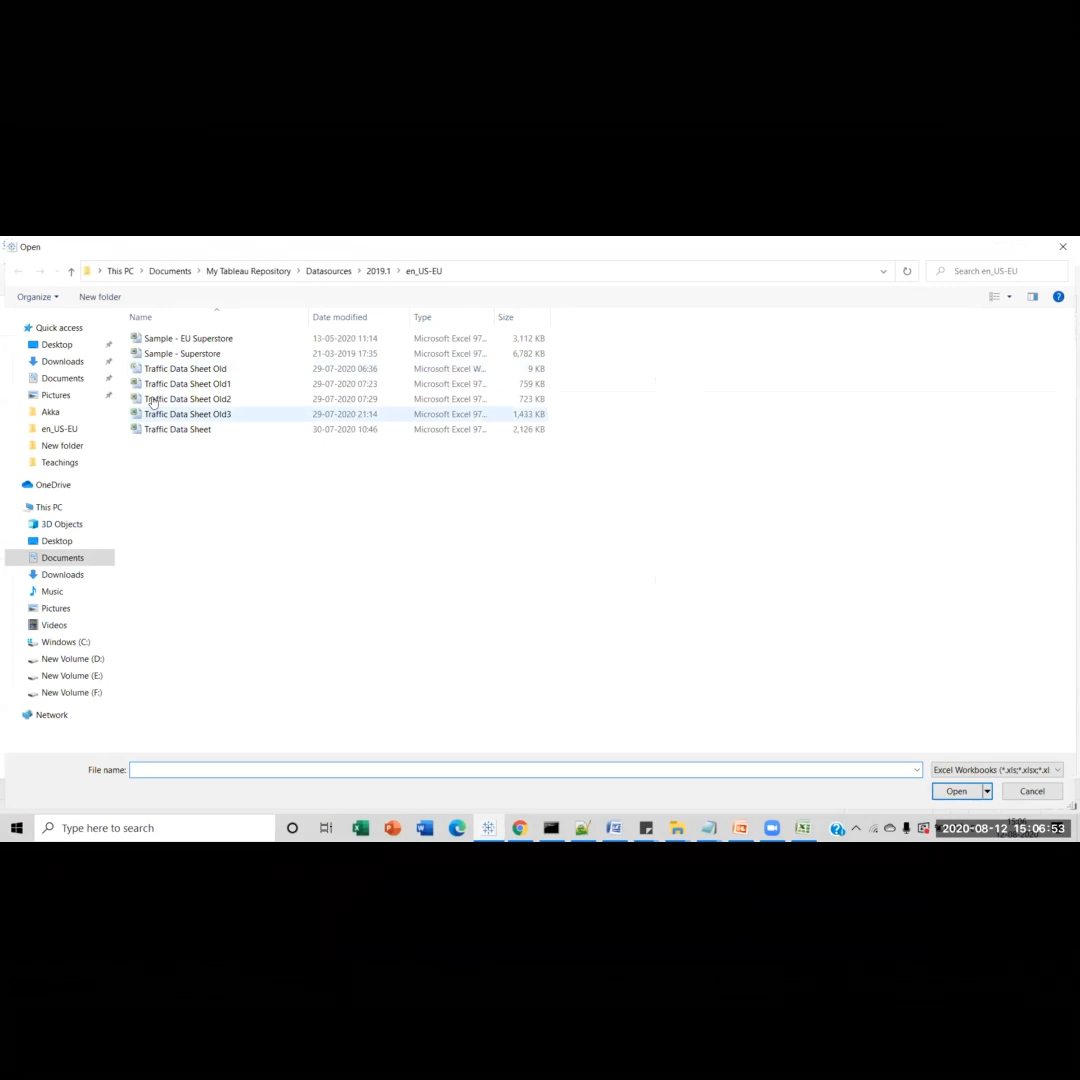 Open
This PC > Documents > My Tableau Repository > Datasources > 2019.1 > en_US-EU
Search en_US-EU
Organize New folder
Name Date modified Type Size
Sample - EU Superstore 13-05-2020 11:14 Microsoft Excel 97... 3,112 KB
Sample - Superstore 21-03-2019 17:35 Microsoft Excel 97... 6,782 KB
Traffic Data Sheet Old 29-07-2020 06:36 Microsoft Excel W... 9 KB
Traffic Data Sheet Old1 29-07-2020 07:23 Microsoft Excel 97... 759 KB
Traffic Data Sheet Old2 29-07-2020 07:29 Microsoft Excel 97... 723 KB
Traffic Data Sheet Old3 29-07-2020 21:14 Microsoft Excel 97... 1,433 KB
Traffic Data Sheet 30-07-2020 10:46 Microsoft Excel 97... 2,126 KB
Quick access
Desktop
Downloads
Documents
Pictures
Akka
en_US-EU
New folder
Teachings
OneDrive
This PC
3D Objects
Desktop
Documents
Downloads
Music
Pictures
Videos
Windows (C:)
New Volume (D:)
New Volume (E:)
New Volume (F:)
Network
File name: Excel Workbooks (*.xls;*.xlsx;*.xl
Open Cancel
Type here to search
2020-08-12 15:06:53